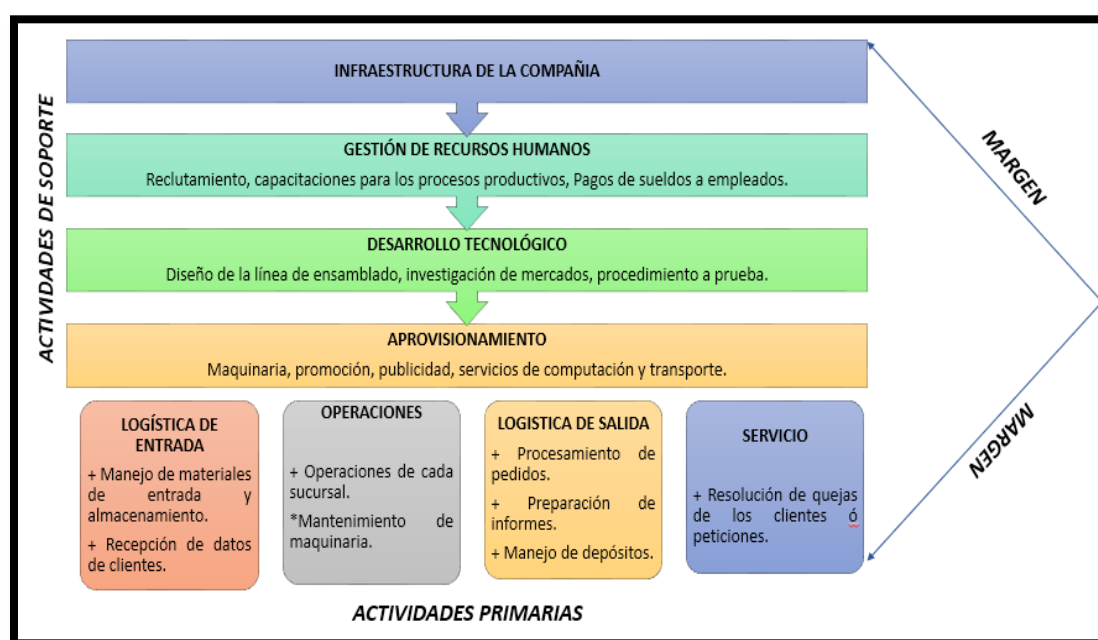 INFRAESTRUCTURA DE LA COMPAÑIA
ACTIVIDADES DE SOPORTE
GESTIÓN DE RECURSOS HUMANOS
Reclutamiento, capacitaciones para los procesos productivos, Pagos de sueldos a empleados.
DESARROLLO TECNOLÓGICO
Diseño de la línea de ensamblado, investigación de mercados, procedimiento a prueba.
APROVISIONAMIENTO
Maquinaria, promoción, publicidad, servicios de computación y transporte.
MARGEN
MARGEN
LOGÍSTICA DE
ENTRADA
+ Manejo de materiales
de entrada y
almacenamiento.
+ Recepción de datos
de clientes.
OPERACIONES
+ Operaciones de cada
sucursal.
*Mantenimiento de
maquinaria.
LOGISTICA DE SALIDA
+ Procesamiento de
pedidos.
+ Preparación de
informes.
+ Manejo de depósitos.
SERVICIO
+ Resolución de quejas
de los clientes ó
peticiones.
ACTIVIDADES PRIMARIAS